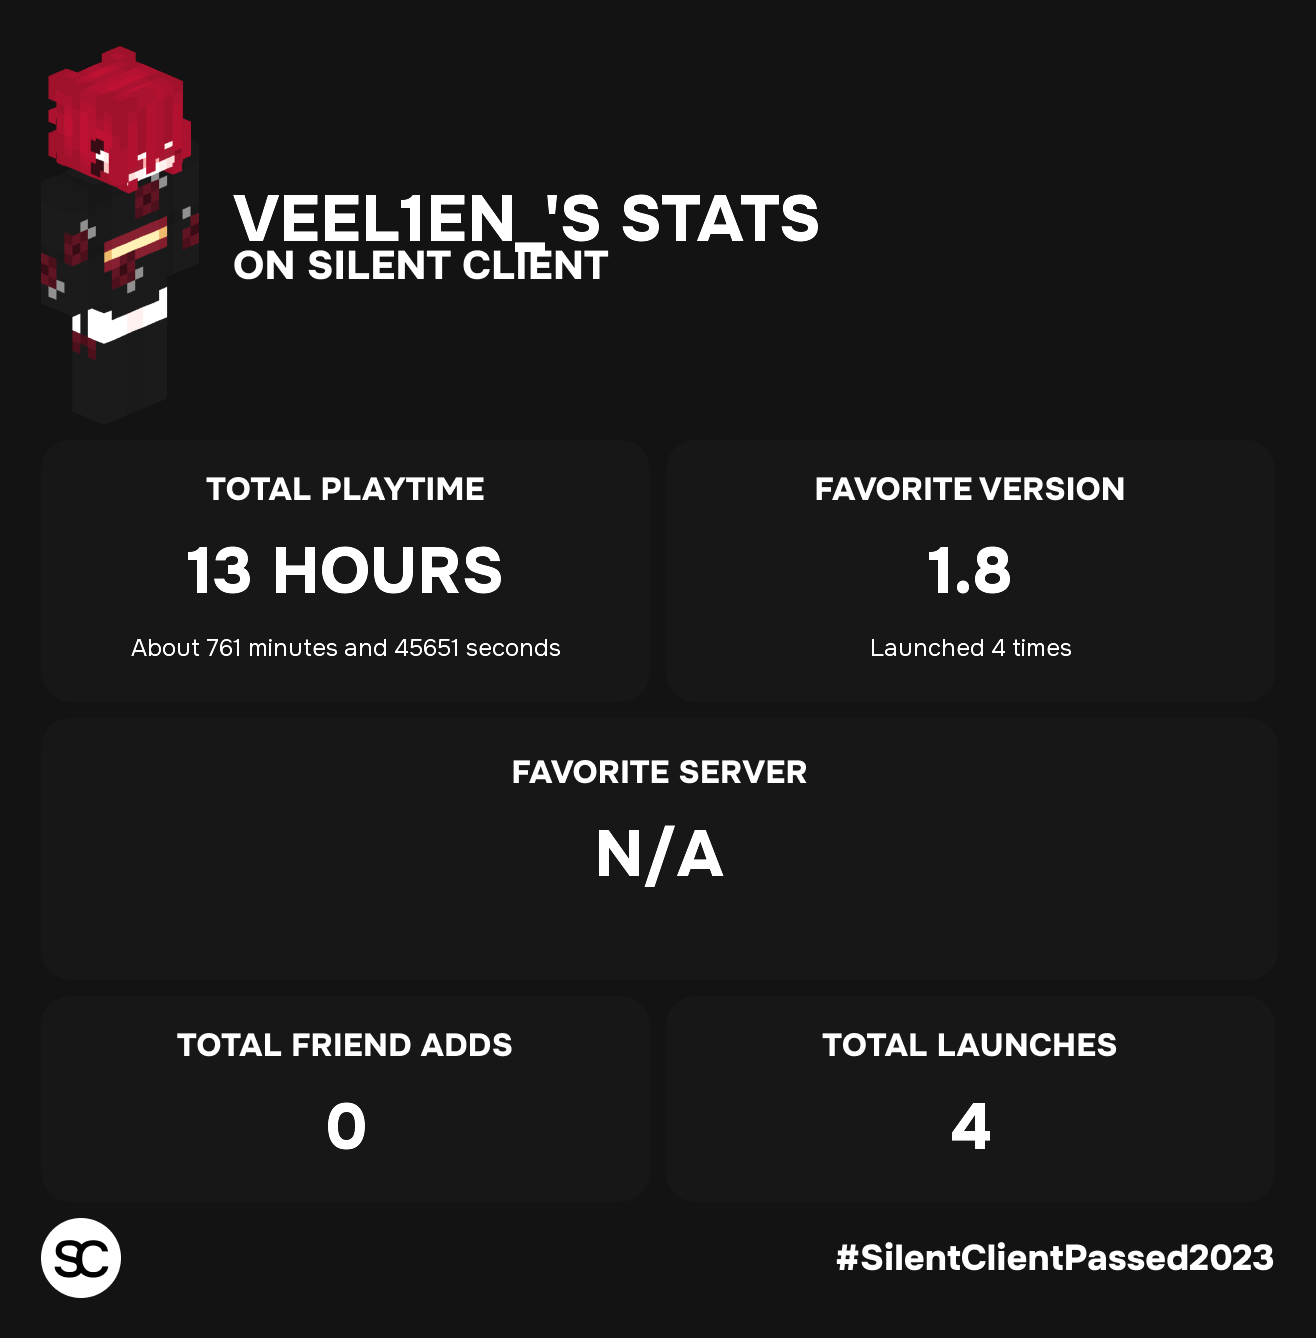 VEEL1EN_'S STATS
ON SILENT CLIENT
TOTAL PLAYTIME
13 HOURS
About 761 minutes and 45651 seconds
FAVORITE VERSION
1.8
Launched 4 times
FAVORITE SERVER
N/A
TOTAL FRIEND ADDS
0
TOTAL LAUNCHES
4
SC
#SilentClientPassed2023